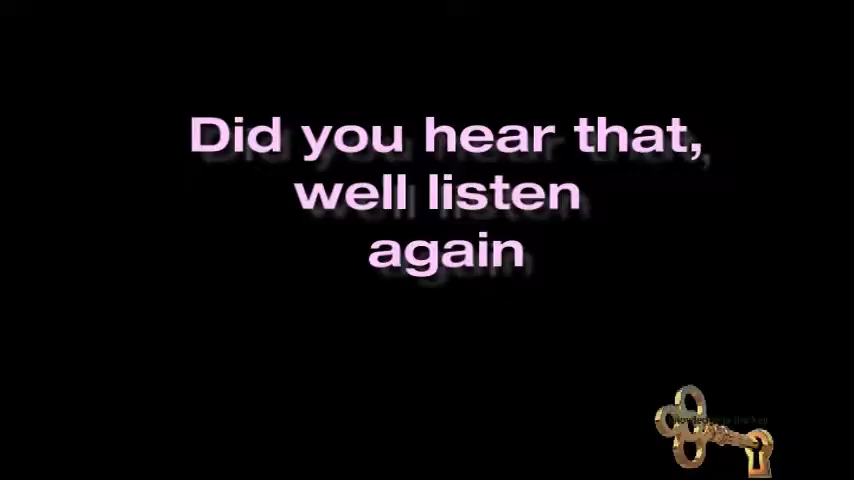 Did you hear that,
well listen
again